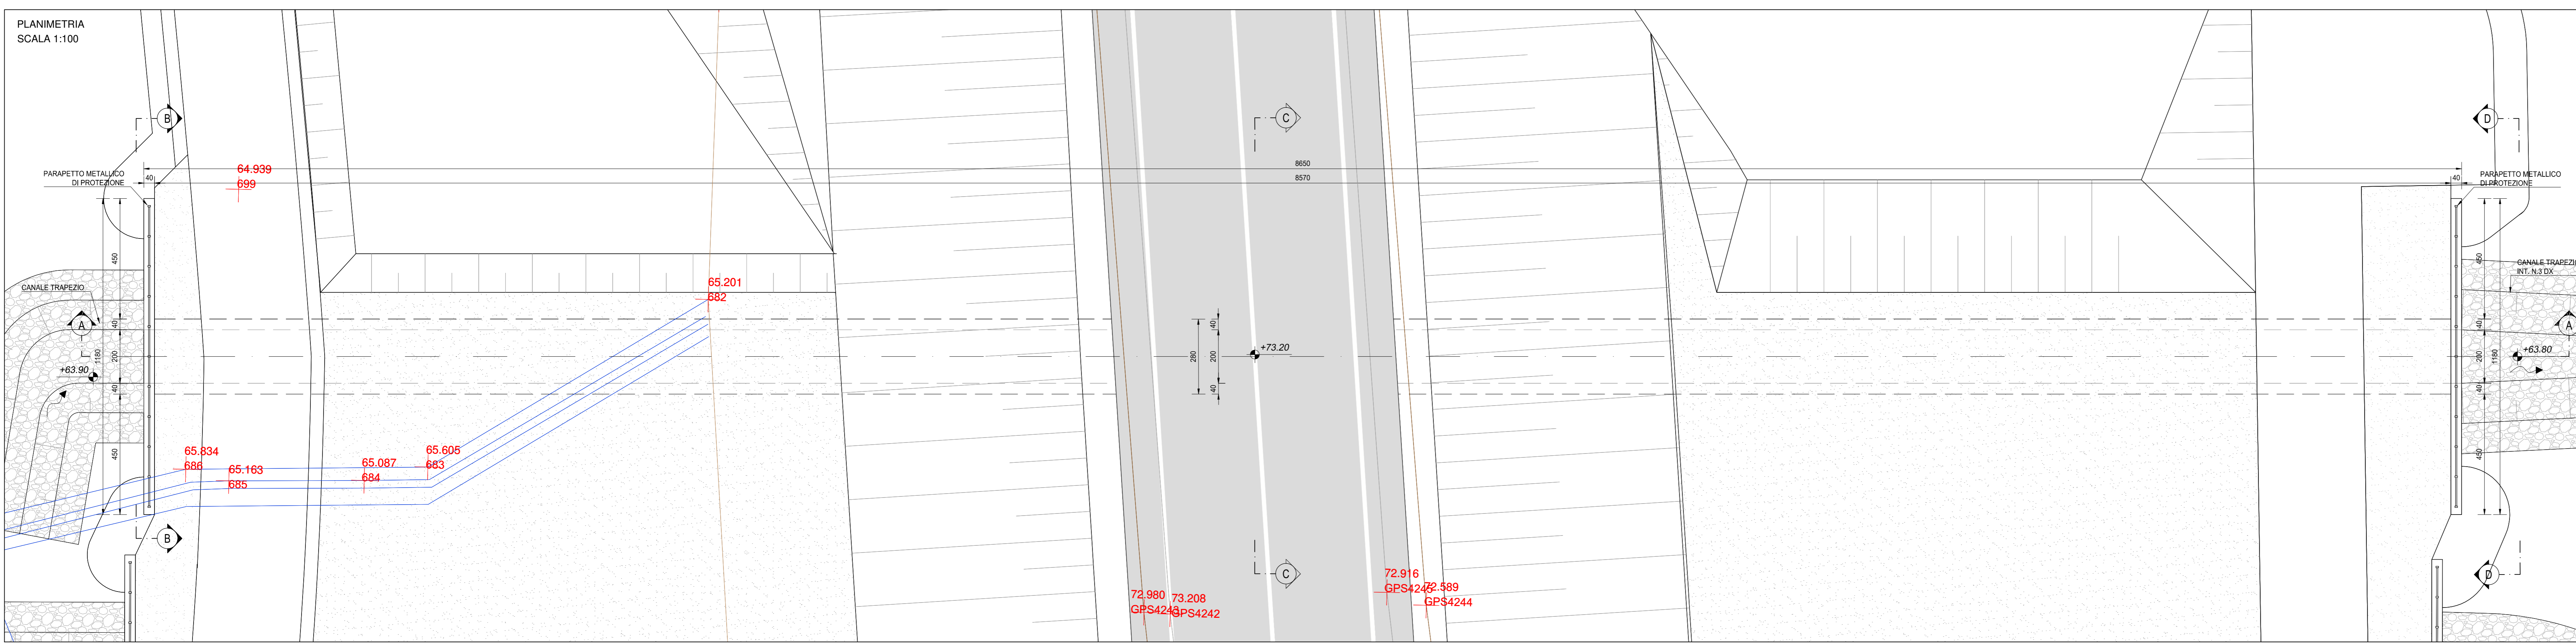 PLANIMETRIA
SCALA 1:100
B
C
D
8650
8570
64.939
699
PARAPETTO METALLICO
DI PROTEZIONE
40
40
PARAPETTO METALLICO
DI PROTEZIONE
450
450
CANALE TRAPEZIO
INT. N.3 DX
CANALE TRAPEZIO
65.201
682
A
40
40
40
A
1180
200
280
200
+73.20
280
1180
+63.80
+63.90
40
40
40
450
450
65.834
686
65.163
685
65.087
684
65.605
683
B
C
D
72.980
GPS4243
73.208
GPS4242
72.916
GPS4245
72.589
GPS4244